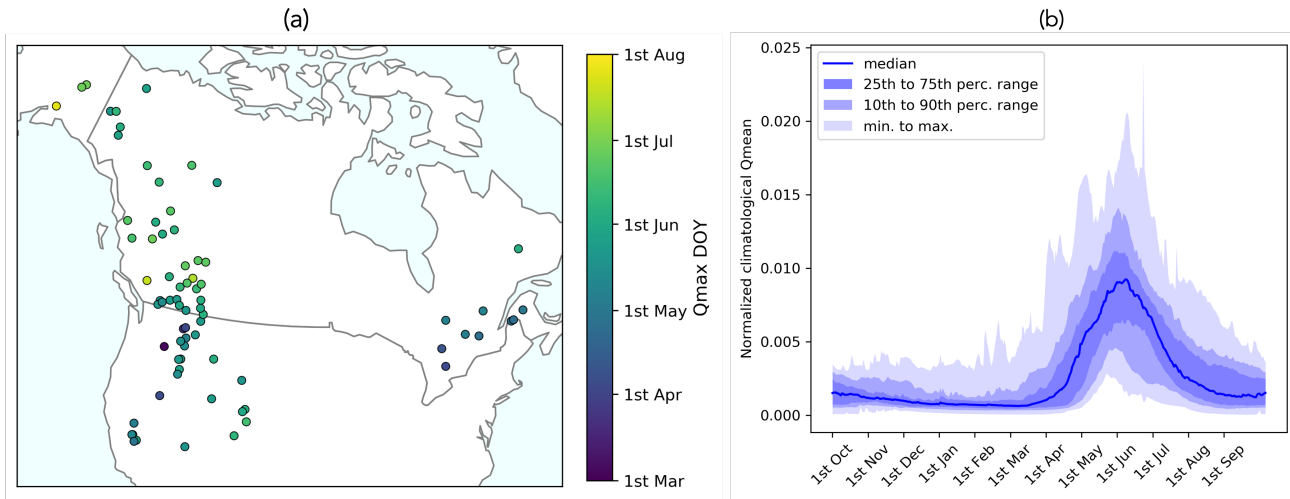 (a)
1st Aug
1st Jul
1st Jun
1st May
1st Apr
1st Mar
Qmax DOY
(b)
Normalized climatological Qmean
0.025
0.020
0.015
0.010
0.005
0.000
median
25th to 75th perc. range
10th to 90th perc. range
min. to max.
1st Oct
1st Nov
1st Dec
1st Jan
1st Feb
1st Mar
1st Apr
1st May
1st Jun
1st Jul
1st Aug
1st Sep